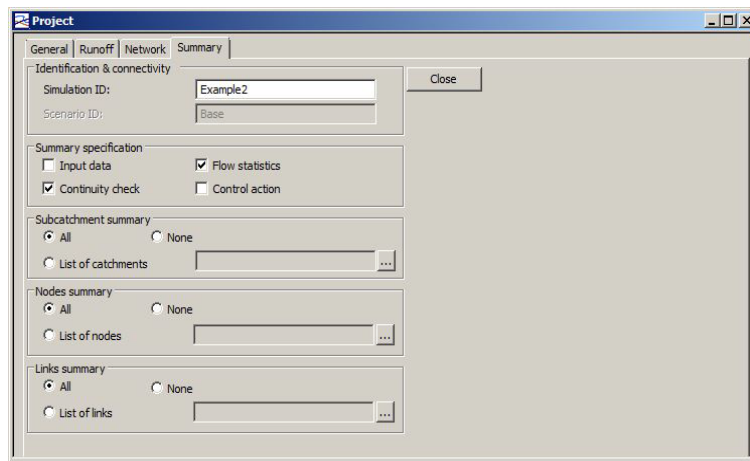 Project
General Runoff Network Summary
Identification & connectivity
Simulation ID: Example2
Close
Scenario ID: Base
Summary specification
Input data Flow statistics
Continuity check Control action
Subcatchment summary
All None
List of catchments ...
Nodes summary
All None
List of nodes ...
Links summary
All None
List of links ...